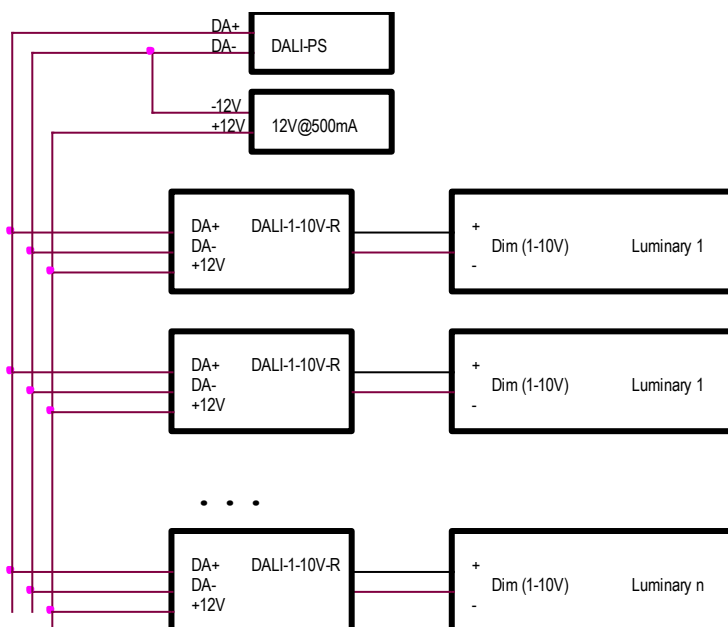 DA+
DA-
DALI-PS
-12V
+12V
12V@500mA
DA+ DALI-1-10V-R
DA-
+12V
+
Dim (1-10V) Luminary 1
-
DA+ DALI-1-10V-R
DA-
+12V
+
Dim (1-10V) Luminary 1
-
. . .
DA+ DALI-1-10V-R
DA-
+12V
+
Dim (1-10V) Luminary n
-